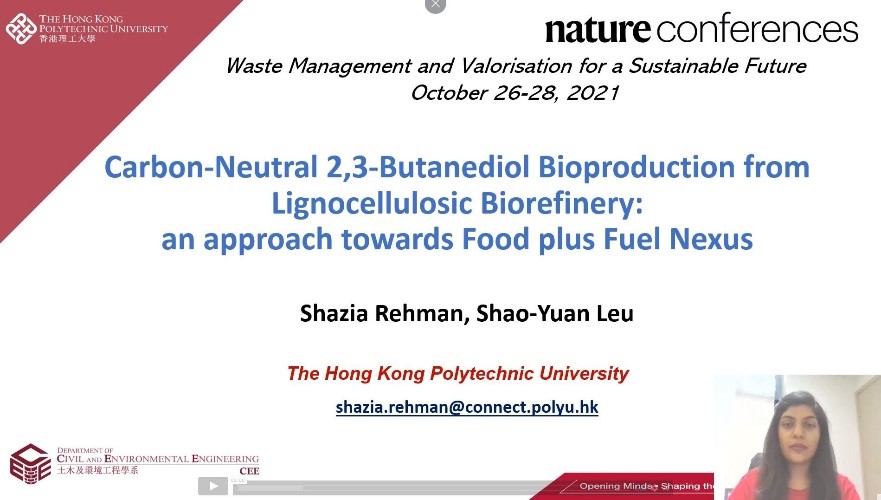 THE HONG KONG
POLYTECHNIC UNIVERSITY
香港理工大學
nature conferences
Waste Management and Valorisation for a Sustainable Future
October 26-28, 2021
Carbon-Neutral 2,3-Butanediol Bioproduction from
Lignocellulosic Biorefinery:
an approach towards Food plus Fuel Nexus
Shazia Rehman, Shao-Yuan Leu
The Hong Kong Polytechnic University
shazia.rehman@connect.polyu.hk
DEPARTMENT OF
CIVIL AND ENVIRONMENTAL ENGINEERING
土木及環境工程學系 CEE
Opening Minds • Shaping the